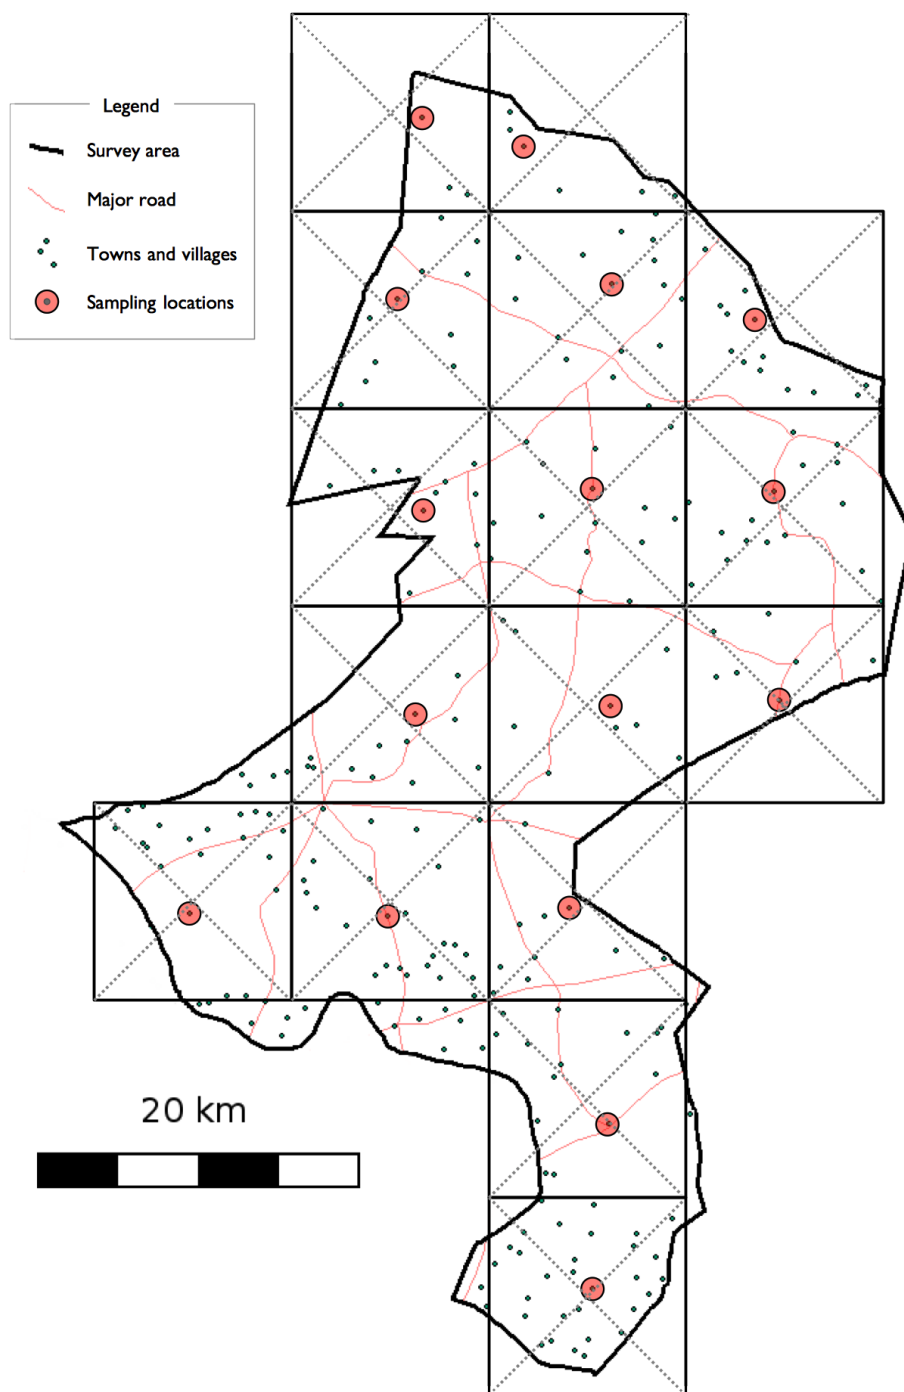 Legend
Survey area
Major road
Towns and villages
Sampling locations
20 km